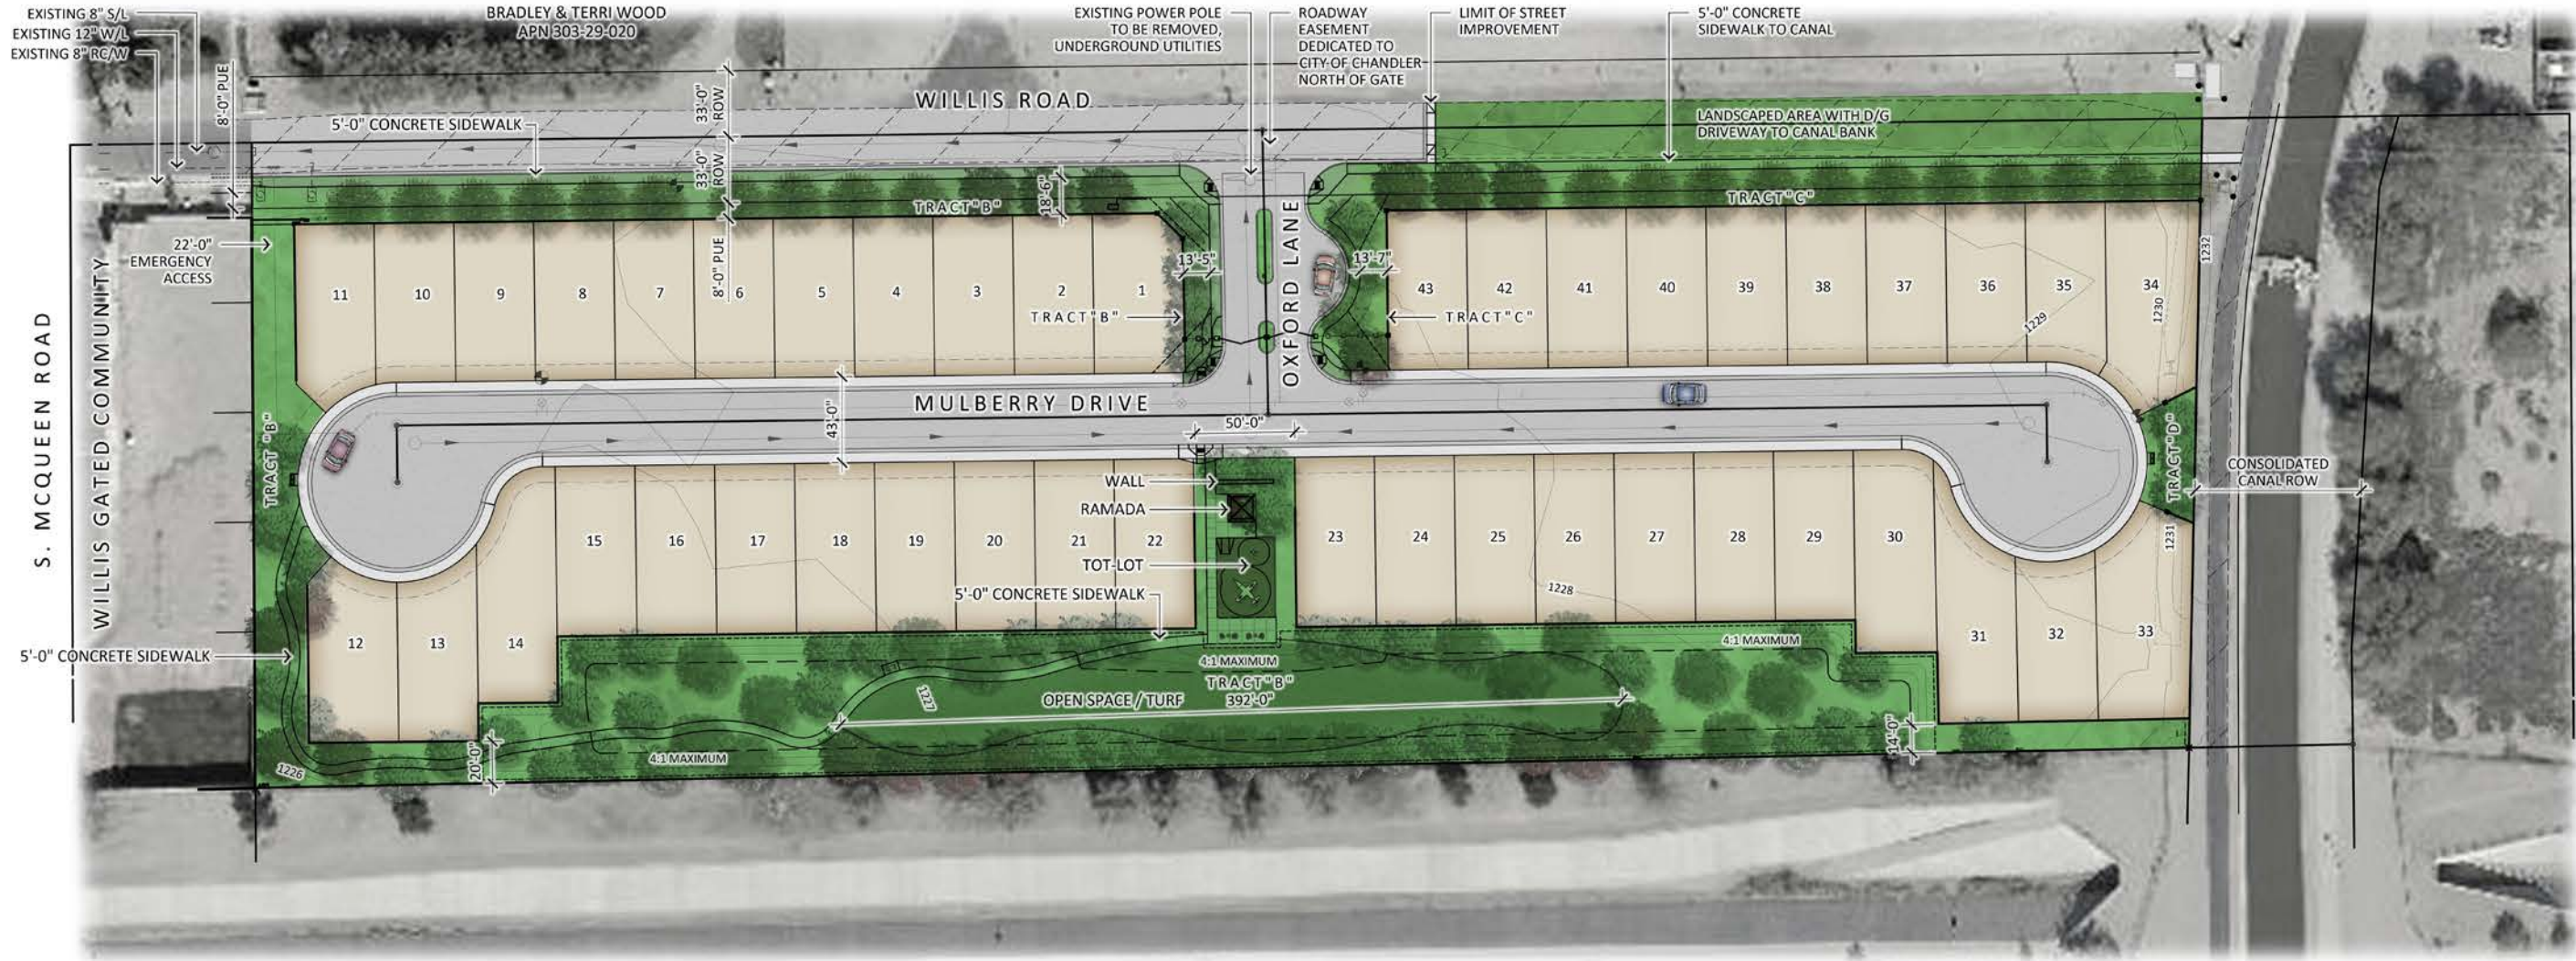 EXISTING 8" S/L
EXISTING 12" W/L
EXISTING 8" RC/W
BRADLEY & TERRI WOOD
APN 303-29-020
EXISTING POWER POLE
TO BE REMOVED,
UNDERGROUND UTILITIES
ROADWAY
EASEMENT
DEDICATED TO
CITY OF CHANDLER
NORTH OF GATE
LIMIT OF STREET
IMPROVEMENT
5'-0" CONCRETE
SIDEWALK TO CANAL
8'-0" PUE
33'-0"
ROW
WILLIS ROAD
5'-0" CONCRETE SIDEWALK
33'-0"
ROW
LANDSCAPED AREA WITH D/G
DRIVEWAY TO CANAL BANK
18'-6"
TRACT "B"
TRACT "C"
22'-0"
EMERGENCY
ACCESS
8'-0" PUE
13'-5"
OXFORD LANE
13'-7"
1232
11
10
9
8
7
6
5
4
3
2
1
43
42
41
40
39
38
37
36
35
34
TRACT "B"
TRACT "C"
1229
1230
S. MCQUEEN ROAD
WILLIS GATED COMMUNITY
MULBERRY DRIVE
43'-0"
50'-0"
TRACT "B"
TRACT "D"
CONSOLIDATED
CANAL ROW
WALL
RAMADA
TOT-LOT
5'-0" CONCRETE SIDEWALK
15
16
17
18
19
20
21
22
23
24
25
26
27
28
29
30
1231
1228
5'-0" CONCRETE SIDEWALK
12
13
14
31
32
33
4:1 MAXIMUM
4:1 MAXIMUM
TRACT "B"
OPEN SPACE / TURF
392'-0"
1227
14'-0"
20'-0"
4:1 MAXIMUM
1226